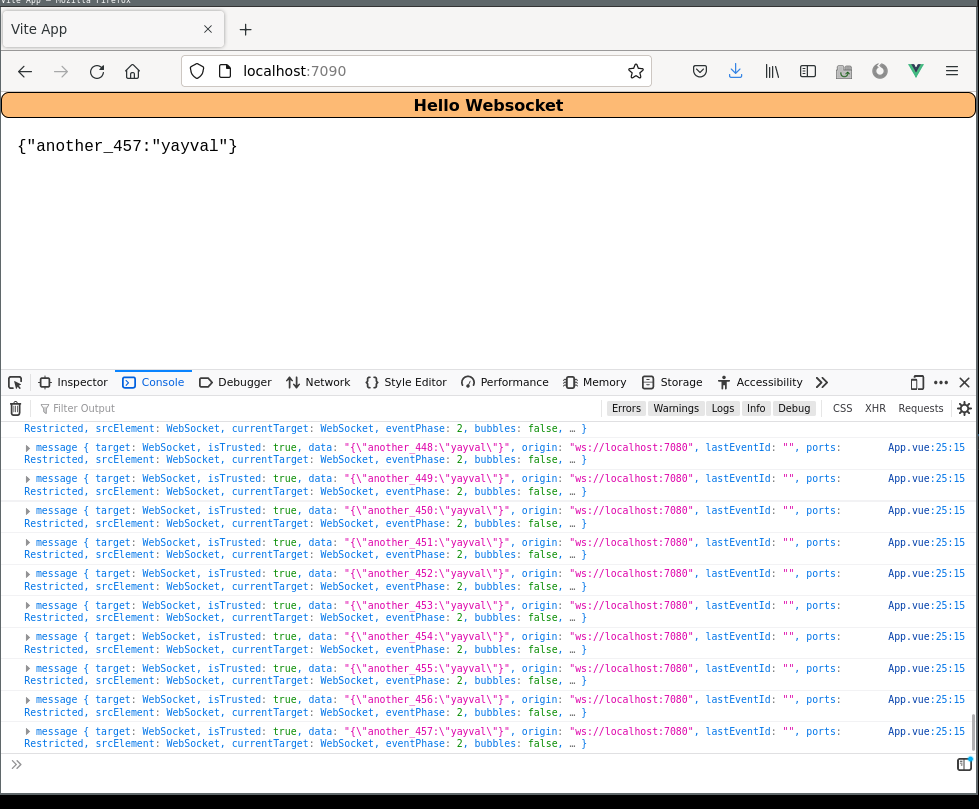 Vite App — Mozilla Firefox
Vite App
localhost:7090
Hello Websocket
{"another_457:"yayval"}
Inspector Console Debugger Network Style Editor Performance Memory Storage Accessibility
Filter Output Errors Warnings Logs Info Debug CSS XHR Requests
Restricted, srcElement: WebSocket, currentTarget: WebSocket, eventPhase: 2, bubbles: false, … }
message { target: WebSocket, isTrusted: true, data: "{\"another_448:\"yayval\"}", origin: "ws://localhost:7080", lastEventId: "", ports: App.vue:25:15
Restricted, srcElement: WebSocket, currentTarget: WebSocket, eventPhase: 2, bubbles: false, … }
message { target: WebSocket, isTrusted: true, data: "{\"another_449:\"yayval\"}", origin: "ws://localhost:7080", lastEventId: "", ports: App.vue:25:15
Restricted, srcElement: WebSocket, currentTarget: WebSocket, eventPhase: 2, bubbles: false, … }
message { target: WebSocket, isTrusted: true, data: "{\"another_450:\"yayval\"}", origin: "ws://localhost:7080", lastEventId: "", ports: App.vue:25:15
Restricted, srcElement: WebSocket, currentTarget: WebSocket, eventPhase: 2, bubbles: false, … }
message { target: WebSocket, isTrusted: true, data: "{\"another_451:\"yayval\"}", origin: "ws://localhost:7080", lastEventId: "", ports: App.vue:25:15
Restricted, srcElement: WebSocket, currentTarget: WebSocket, eventPhase: 2, bubbles: false, … }
message { target: WebSocket, isTrusted: true, data: "{\"another_452:\"yayval\"}", origin: "ws://localhost:7080", lastEventId: "", ports: App.vue:25:15
Restricted, srcElement: WebSocket, currentTarget: WebSocket, eventPhase: 2, bubbles: false, … }
message { target: WebSocket, isTrusted: true, data: "{\"another_453:\"yayval\"}", origin: "ws://localhost:7080", lastEventId: "", ports: App.vue:25:15
Restricted, srcElement: WebSocket, currentTarget: WebSocket, eventPhase: 2, bubbles: false, … }
message { target: WebSocket, isTrusted: true, data: "{\"another_454:\"yayval\"}", origin: "ws://localhost:7080", lastEventId: "", ports: App.vue:25:15
Restricted, srcElement: WebSocket, currentTarget: WebSocket, eventPhase: 2, bubbles: false, … }
message { target: WebSocket, isTrusted: true, data: "{\"another_455:\"yayval\"}", origin: "ws://localhost:7080", lastEventId: "", ports: App.vue:25:15
Restricted, srcElement: WebSocket, currentTarget: WebSocket, eventPhase: 2, bubbles: false, … }
message { target: WebSocket, isTrusted: true, data: "{\"another_456:\"yayval\"}", origin: "ws://localhost:7080", lastEventId: "", ports: App.vue:25:15
Restricted, srcElement: WebSocket, currentTarget: WebSocket, eventPhase: 2, bubbles: false, … }
message { target: WebSocket, isTrusted: true, data: "{\"another_457:\"yayval\"}", origin: "ws://localhost:7080", lastEventId: "", ports: App.vue:25:15
Restricted, srcElement: WebSocket, currentTarget: WebSocket, eventPhase: 2, bubbles: false, … }